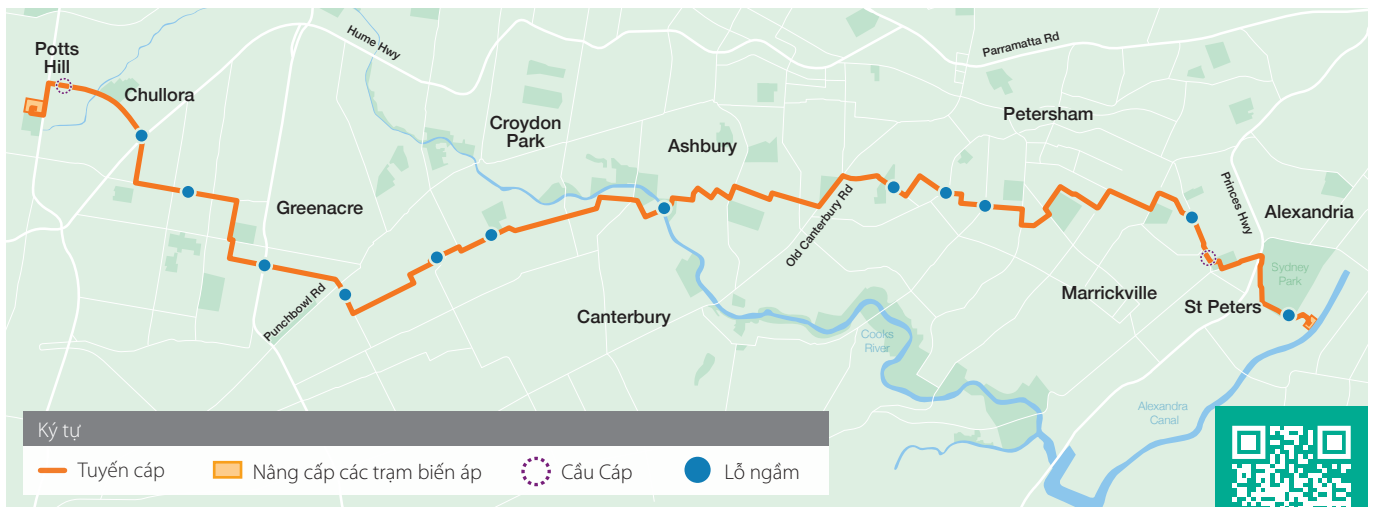 Potts
Hill
Chullora
Hume Hwy
Parramatta Rd
Croydon
Park
Ashbury
Petersham
Greenacre
Old Canterbury Rd
Princes Hwy
Alexandria
Sydney
Park
Punchbowl Rd
Canterbury
Marrickville
St Peters
Cooks
River
Alexandra
Canal
Ký tự
Tuyến cáp
Nâng cấp các trạm biến áp
Cầu Cáp
Lỗ ngầm